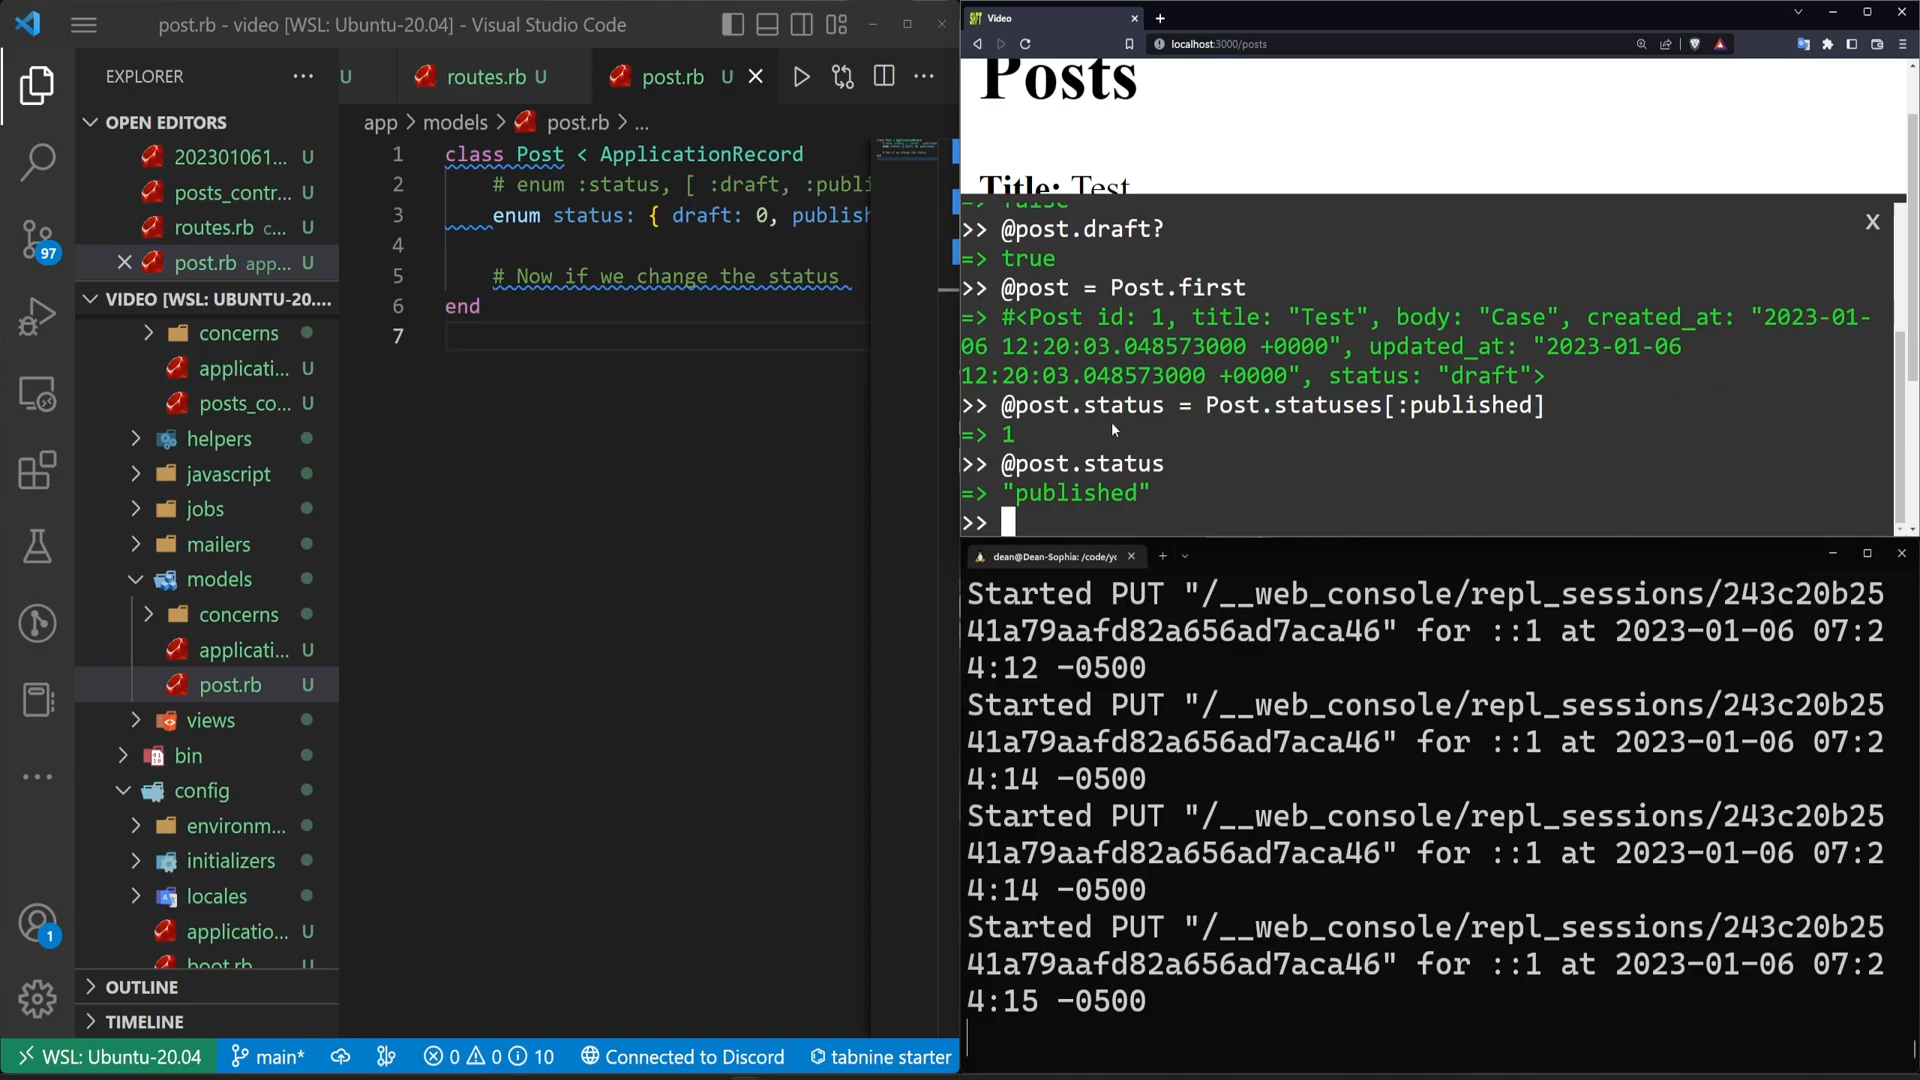 post.rb - video [WSL: Ubuntu-20.04] - Visual Studio Code
EXPLORER
U
routes.rb U
post.rb U
OPEN EDITORS
202301061... U
posts_contr... U
routes.rb c... U
post.rb app... U
VIDEO [WSL: UBUNTU-20....
concerns
applicati... U
posts_co... U
helpers
javascript
jobs
mailers
models
concerns
applicati... U
post.rb U
views
bin
config
environm...
initializers
locales
applicatio... U
boot.rb U
OUTLINE
TIMELINE
97
1
app > models > post.rb > ...
1 class Post < ApplicationRecord
2 # enum :status, [ :draft, :publi
3 enum status: { draft: 0, publish
4
5 # Now if we change the status
6 end
7
WSL: Ubuntu-20.04
main*
0 0 10
Connected to Discord
tabnine starter
Video
localhost:3000/posts
Posts
Title: Test
=> false
>> @post.draft?
=> true
>> @post = Post.first
=> #<Post id: 1, title: "Test", body: "Case", created_at: "2023-01-
06 12:20:03.048573000 +0000", updated_at: "2023-01-06
12:20:03.048573000 +0000", status: "draft">
>> @post.status = Post.statuses[:published]
=> 1
>> @post.status
=> "published"
>>
X
dean@Dean-Sophia: /code/yc
Started PUT "/__web_console/repl_sessions/243c20b25
41a79aafd82a656ad7aca46" for ::1 at 2023-01-06 07:2
4:12 -0500
Started PUT "/__web_console/repl_sessions/243c20b25
41a79aafd82a656ad7aca46" for ::1 at 2023-01-06 07:2
4:14 -0500
Started PUT "/__web_console/repl_sessions/243c20b25
41a79aafd82a656ad7aca46" for ::1 at 2023-01-06 07:2
4:14 -0500
Started PUT "/__web_console/repl_sessions/243c20b25
41a79aafd82a656ad7aca46" for ::1 at 2023-01-06 07:2
4:15 -0500